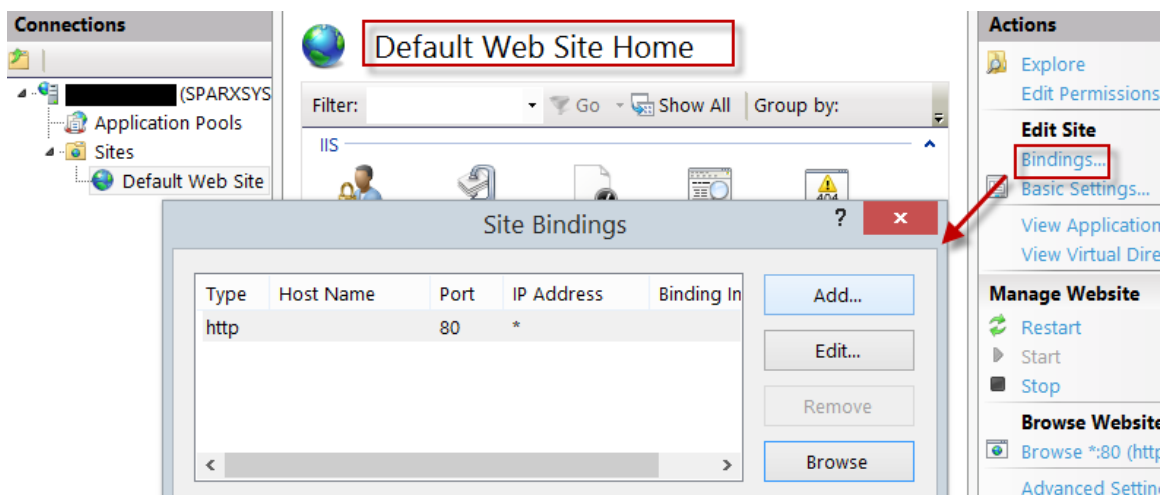 Connections
(SPARXSYS
Application Pools
Sites
Default Web Site
Default Web Site Home
Filter:
Go
Show All
Group by:
IIS
404
Actions
Explore
Edit Permissions
Edit Site
Bindings...
Basic Settings...
View Application
View Virtual Dire
Manage Website
Restart
Start
Stop
Browse Website
Browse *:80 (http
Advanced Setting
Site Bindings
?
x
Type Host Name Port IP Address Binding In
http 80 *
Add...
Edit...
Remove
Browse